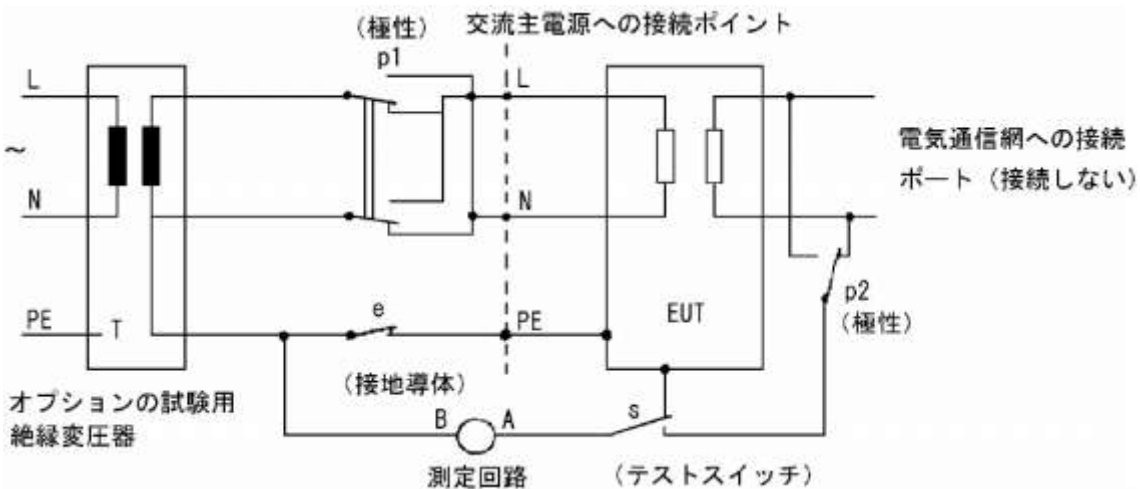 (極性)
p1
交流主電源への接続ポイント
L
L
~
N
N
電気通信網への接続
ポート(接続しない)
p2
(極性)
PE
T
e
PE
EUT
(接地導体)
オプションの試験用
絶縁変圧器
B
A
s
測定回路
(テストスイッチ)